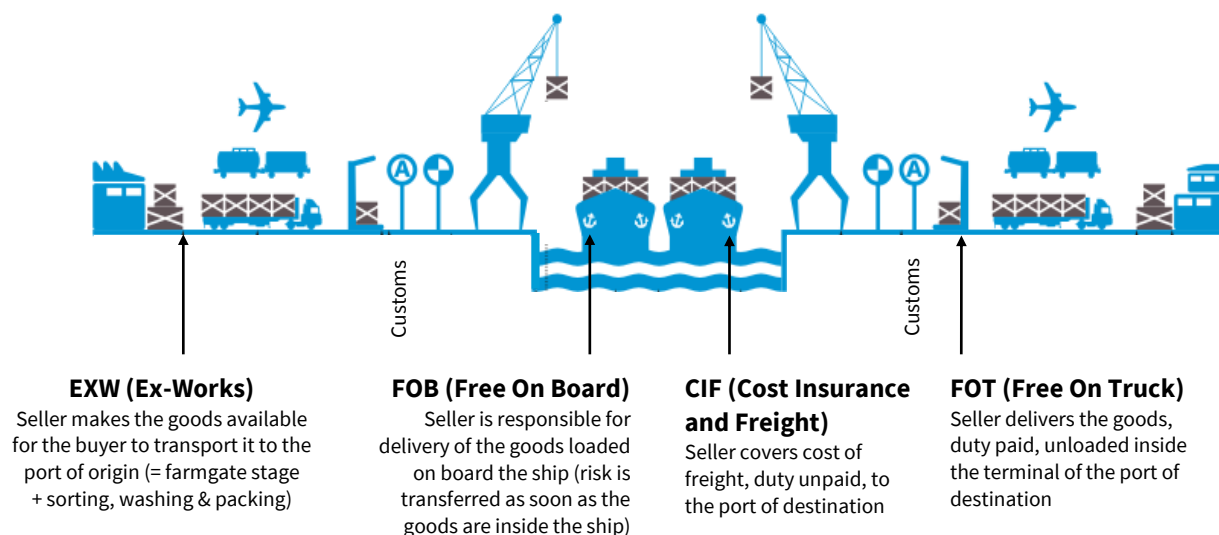 A
A
Customs
Customs
EXW (Ex-Works)
Seller makes the goods available
for the buyer to transport it to the
port of origin (= farmgate stage
+ sorting, washing & packing)
FOB (Free On Board)
Seller is responsible for
delivery of the goods loaded
on board the ship (risk is
transferred as soon as the
goods are inside the ship)
CIF (Cost Insurance
and Freight)
Seller covers cost of
freight, duty unpaid, to
the port of destination
FOT (Free On Truck)
Seller delivers the goods,
duty paid, unloaded inside
the terminal of the port of
destination